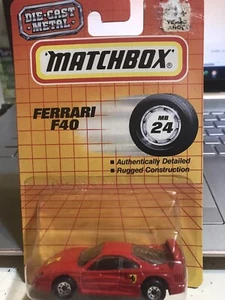 DIE-CAST
METAL
MATCHBOX®
FERRARI
F40
MB
24
▪ Authentically Detailed
▪ Rugged Construction